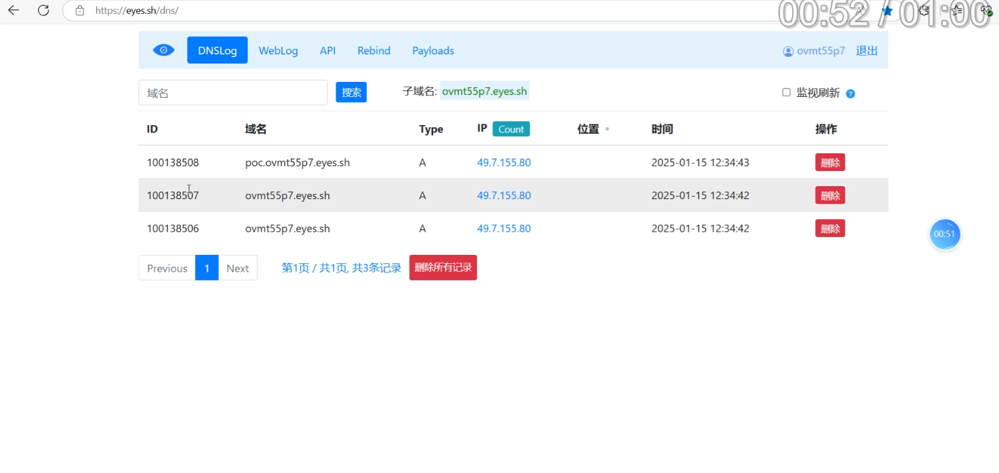 https://eyes.sh/dns/
00:52 / 01:00
DNSLog WebLog API Rebind Payloads ovmt55p7 退出
域名 搜索 子域名: ovmt55p7.eyes.sh 监视刷新 ?
ID 域名 Type IP Count 位置 时间 操作
100138508 poc.ovmt55p7.eyes.sh A 49.7.155.80 2025-01-15 12:34:43 删除
100138507 ovmt55p7.eyes.sh A 49.7.155.80 2025-01-15 12:34:42 删除
100138506 ovmt55p7.eyes.sh A 49.7.155.80 2025-01-15 12:34:42 删除
00:51
Previous 1 Next 第1页 / 共1页, 共3条记录 删除所有记录